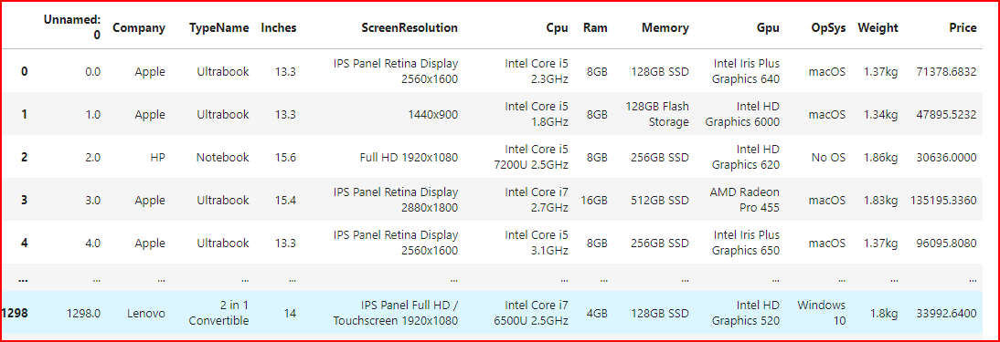 Unnamed: 0 Company TypeName Inches ScreenResolution Cpu Ram Memory Gpu OpSys Weight Price
0 0.0 Apple Ultrabook 13.3 IPS Panel Retina Display 2560x1600 Intel Core i5 2.3GHz 8GB 128GB SSD Intel Iris Plus Graphics 640 macOS 1.37kg 71378.6832
1 1.0 Apple Ultrabook 13.3 1440x900 Intel Core i5 1.8GHz 8GB 128GB Flash Storage Intel HD Graphics 6000 macOS 1.34kg 47895.5232
2 2.0 HP Notebook 15.6 Full HD 1920x1080 Intel Core i5 7200U 2.5GHz 8GB 256GB SSD Intel HD Graphics 620 No OS 1.86kg 30636.0000
3 3.0 Apple Ultrabook 15.4 IPS Panel Retina Display 2880x1800 Intel Core i7 2.7GHz 16GB 512GB SSD AMD Radeon Pro 455 macOS 1.83kg 135195.3360
4 4.0 Apple Ultrabook 13.3 IPS Panel Retina Display 2560x1600 Intel Core i5 3.1GHz 8GB 256GB SSD Intel Iris Plus Graphics 650 macOS 1.37kg 96095.8080
... ... ... ... ... ... ... ... ... ... ... ... ...
1298 1298.0 Lenovo 2 in 1 Convertible 14 IPS Panel Full HD / Touchscreen 1920x1080 Intel Core i7 6500U 2.5GHz 4GB 128GB SSD Intel HD Graphics 520 Windows 10 1.8kg 33992.6400